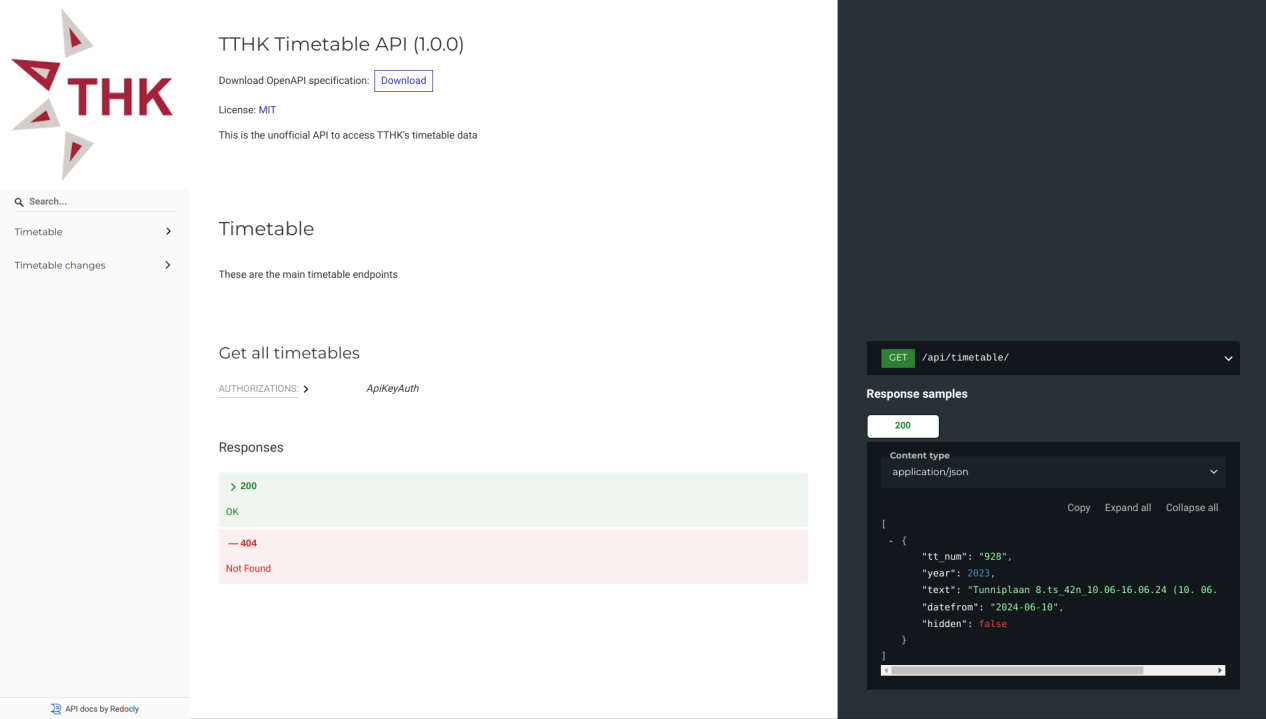 THK
Search...
Timetable
Timetable changes
API docs by Redocly
TTHK Timetable API (1.0.0)
Download OpenAPI specification: Download
License: MIT
This is the unofficial API to access TTHK's timetable data
Timetable
These are the main timetable endpoints
Get all timetables
AUTHORIZATIONS: ApiKeyAuth
Responses
200
OK
404
Not Found
GET /api/timetable/
Response samples
200
Content type
application/json
Copy Expand all Collapse all
[
- {
"tt_num": "928",
"year": 2023,
"text": "Tunniplaan 8.ts_42n_10.06-16.06.24 (10. 06.
"datefrom": "2024-06-10",
"hidden": false
}
]